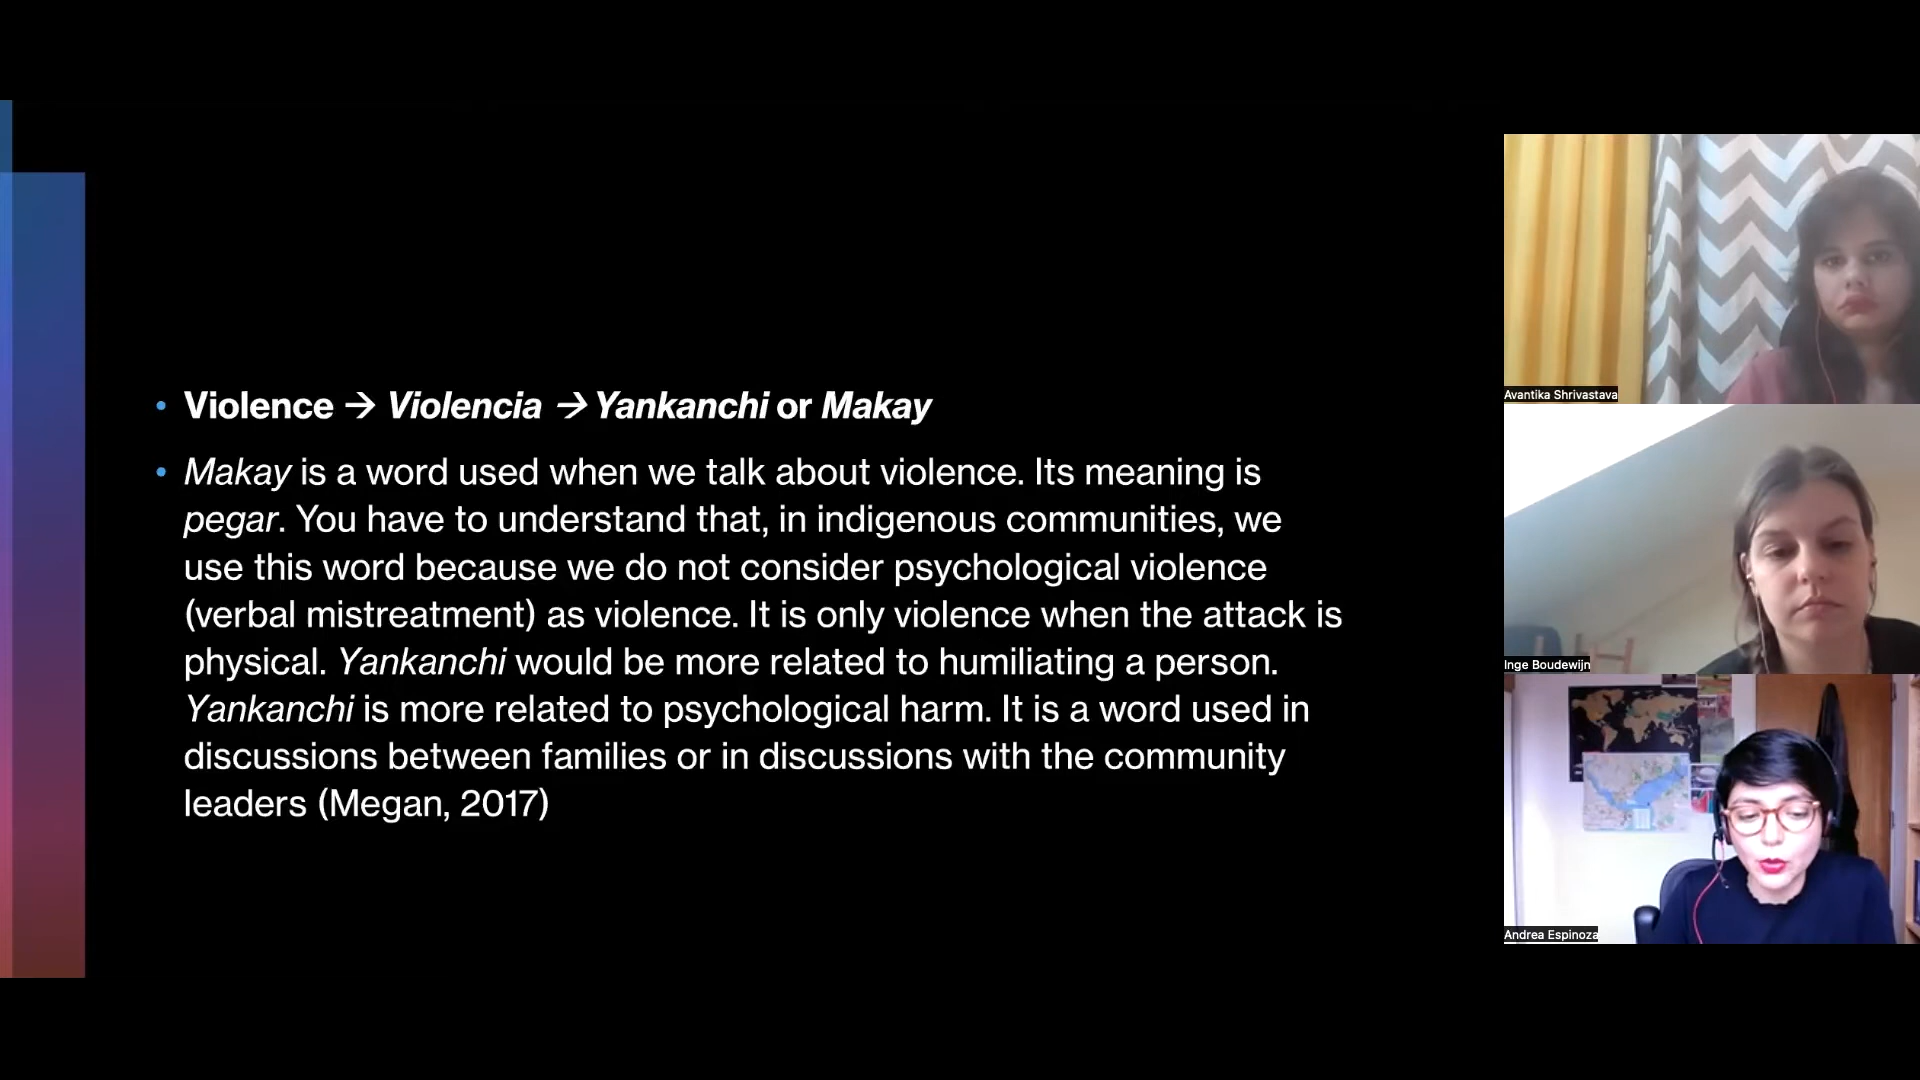 • Violence → Violencia → Yankanchi or Makay
• Makay is a word used when we talk about violence. Its meaning is
pegar. You have to understand that, in indigenous communities, we
use this word because we do not consider psychological violence
(verbal mistreatment) as violence. It is only violence when the attack is
physical. Yankanchi would be more related to humiliating a person.
Yankanchi is more related to psychological harm. It is a word used in
discussions between families or in discussions with the community
leaders (Megan, 2017)
Avantika Shrivastava
Inge Boudewijn
Andrea Espinoza